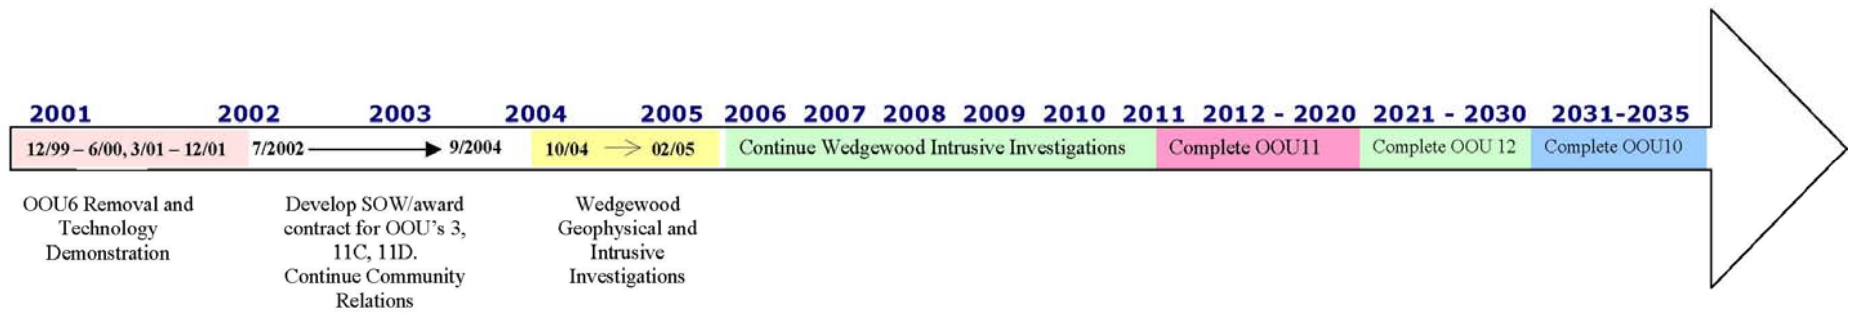 2001 2002 2003 2004 2005 2006 2007 2008 2009 2010 2011 2012 - 2020 2021 - 2030 2031-2035
12/99 – 6/00, 3/01 – 12/01 7/2002 9/2004 10/04 02/05 Continue Wedgewood Intrusive Investigations Complete OOU11 Complete OOU 12 Complete OOU10
OOU6 Removal and
Technology
Demonstration
Develop SOW/award
contract for OOU's 3,
11C, 11D.
Continue Community
Relations
Wedgewood
Geophysical and
Intrusive
Investigations